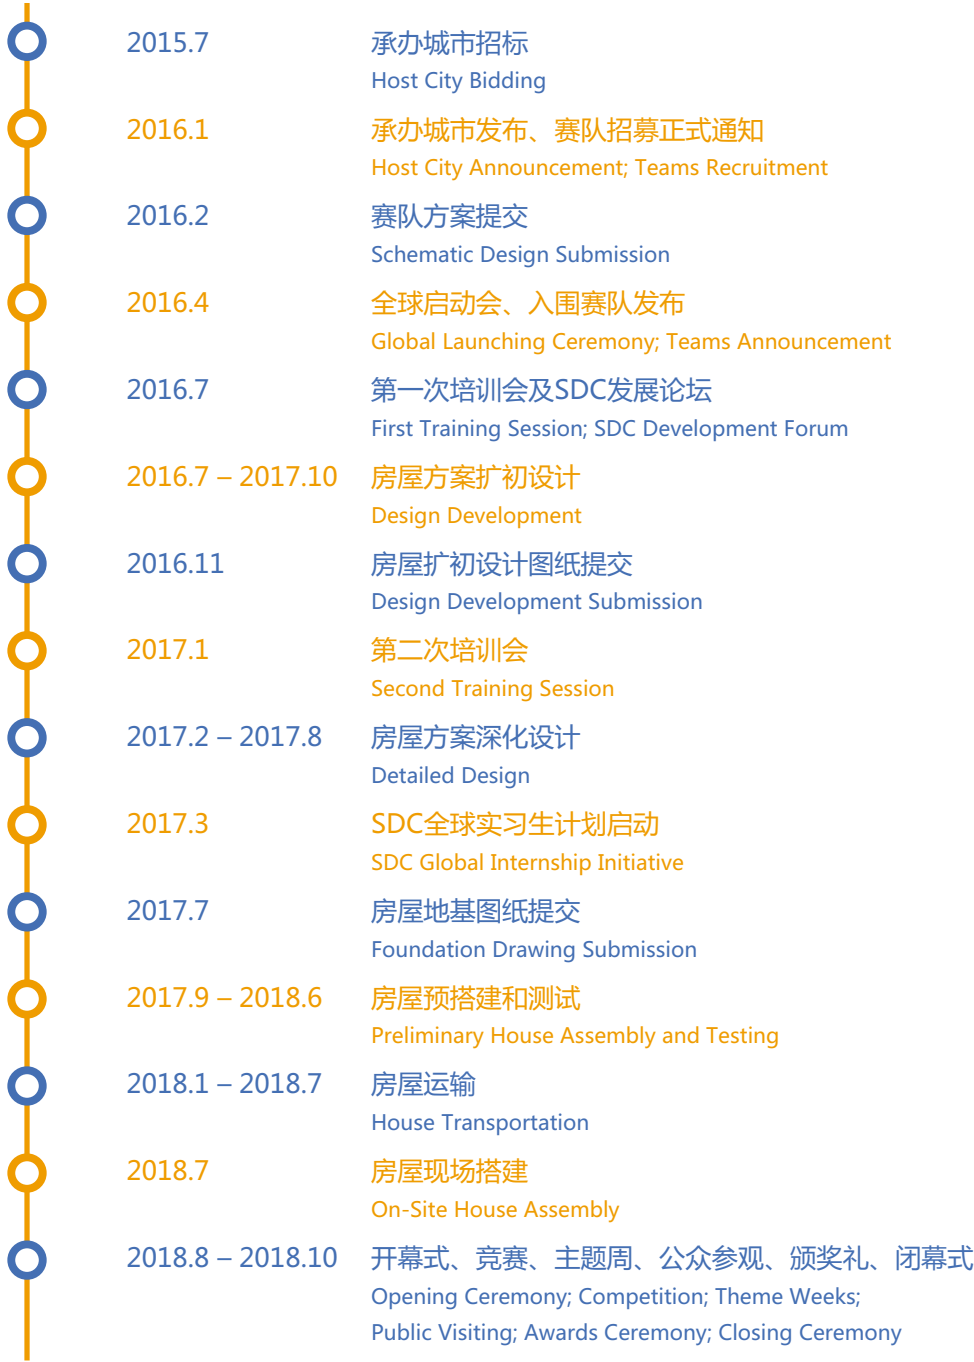 2015.7 承办城市招标
Host City Bidding
2016.1 承办城市发布、赛队招募正式通知
Host City Announcement; Teams Recruitment
2016.2 赛队方案提交
Schematic Design Submission
2016.4 全球启动会、入围赛队发布
Global Launching Ceremony; Teams Announcement
2016.7 第一次培训会及SDC发展论坛
First Training Session; SDC Development Forum
2016.7 – 2017.10 房屋方案扩初设计
Design Development
2016.11 房屋扩初设计图纸提交
Design Development Submission
2017.1 第二次培训会
Second Training Session
2017.2 – 2017.8 房屋方案深化设计
Detailed Design
2017.3 SDC全球实习生计划启动
SDC Global Internship Initiative
2017.7 房屋地基图纸提交
Foundation Drawing Submission
2017.9 – 2018.6 房屋预搭建和测试
Preliminary House Assembly and Testing
2018.1 – 2018.7 房屋运输
House Transportation
2018.7 房屋现场搭建
On-Site House Assembly
2018.8 – 2018.10 开幕式、竞赛、主题周、公众参观、颁奖礼、闭幕式
Opening Ceremony; Competition; Theme Weeks;
Public Visiting; Awards Ceremony; Closing Ceremony